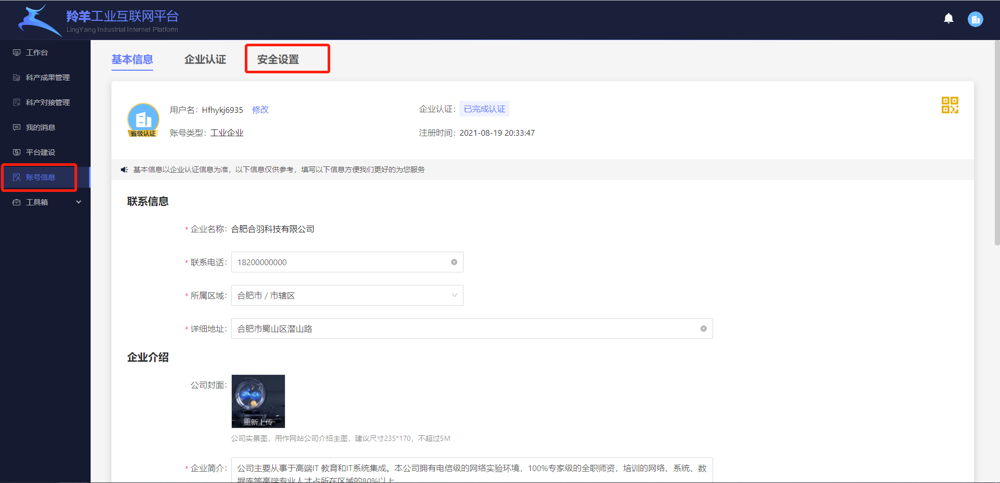 羚羊工业互联网平台
LingYang Industrial Internet Platform
工作台
科产成果管理
科产对接管理
我的消息
平台建设
账号信息
工具箱
基本信息 企业认证 安全设置
省级认证
用户名: Hfhykj6935 修改 企业认证: 已完成认证
账号类型: 工业企业 注册时间: 2021-08-19 20:33:47
基本信息以企业认证信息为准，以下信息仅供参考，填写以下信息方便我们更好的为您服务
联系信息
* 企业名称: 合肥合羽科技有限公司
* 联系电话: 18200000000
* 所属区域: 合肥市 / 市辖区
* 详细地址: 合肥市蜀山区潜山路
企业介绍
公司封面:
重新上传
公司实景图，用作网站公司介绍主图，建议尺寸235*170，不超过5M
* 企业简介: 公司主要从事于高端IT 教育和IT系统集成。本公司拥有电信级的网络实验环境，100%专家级的全职师资，培训的网络、系统、数
据库等高端专业人才占所在区域的80%以上